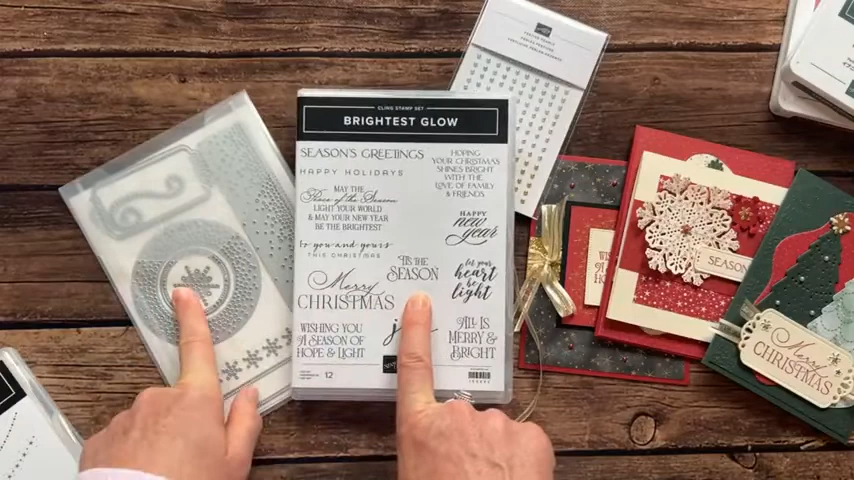 CLING STAMP SET
BRIGHTEST GLOW
SEASON'S GREETINGS
HAPPY HOLIDAYS
MAY THE
Peace of the Season
LIGHT YOUR WORLD
& MAY YOUR NEW YEAR
BE THE BRIGHTEST
to you and yours
THIS CHRISTMAS
Merry
CHRISTMAS
WISHING YOU
A SEASON OF
HOPE & LIGHT
12
'TIS THE
SEASON
HOPING
YOUR CHRISTMAS
SHINES BRIGHT
WITH THE
LOVE OF FAMILY
& FRIENDS
HAPPY
new
year
let your
heart
be
light
ALL IS
MERRY &
BRIGHT
SEASON
Merry
CHRISTMAS